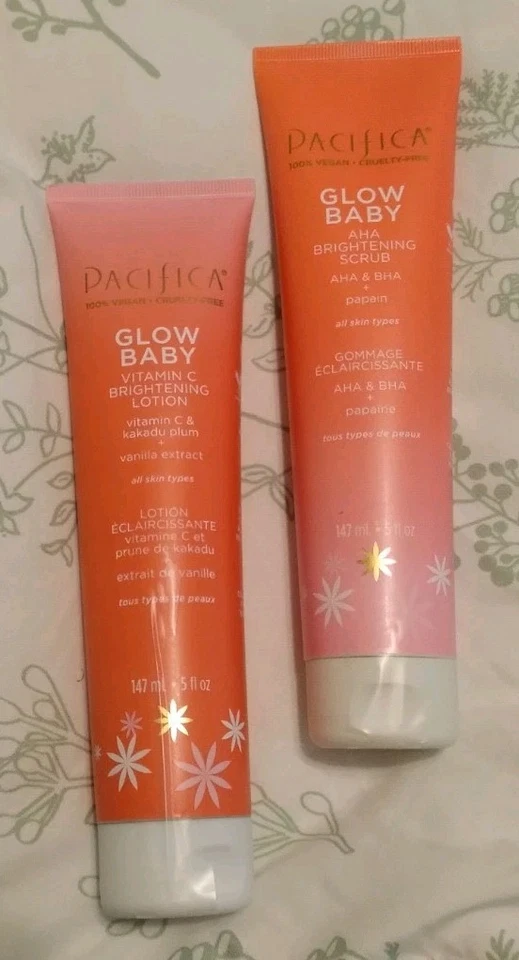 PACIFICA®
100% VEGAN • CRUELTY-FREE
GLOW
BABY
VITAMIN C
BRIGHTENING
LOTION
vitamin C &
kakadu plum
+
vanilla extract
all skin types
LOTION
ÉCLAIRCISSANTE
vitamine C et
prune de kakadu
+
extrait de vanille
tous types de peaux
147 mL • 5 fl oz
PACIFICA®
100% VEGAN • CRUELTY-FREE
GLOW
BABY
AHA
BRIGHTENING
SCRUB
AHA & BHA
+
papain
all skin types
GOMMAGE
ÉCLAIRCISSANTE
AHA & BHA
+
papaïne
tous types de peaux
147 mL • 5 fl oz